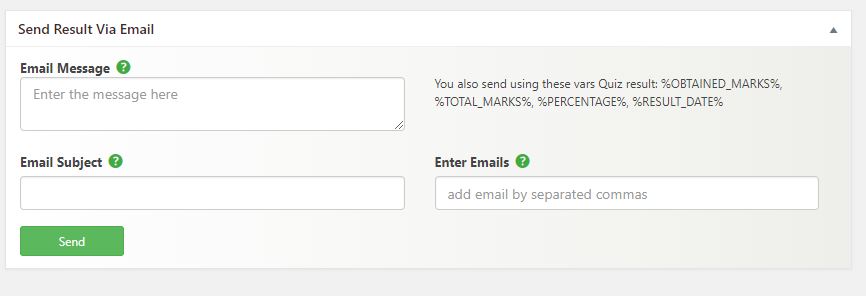 Send Result Via Email
Email Message
Enter the message here
You also send using these vars Quiz result: %OBTAINED_MARKS%,
%TOTAL_MARKS%, %PERCENTAGE%, %RESULT_DATE%
Email Subject
Enter Emails
add email by separated commas
Send